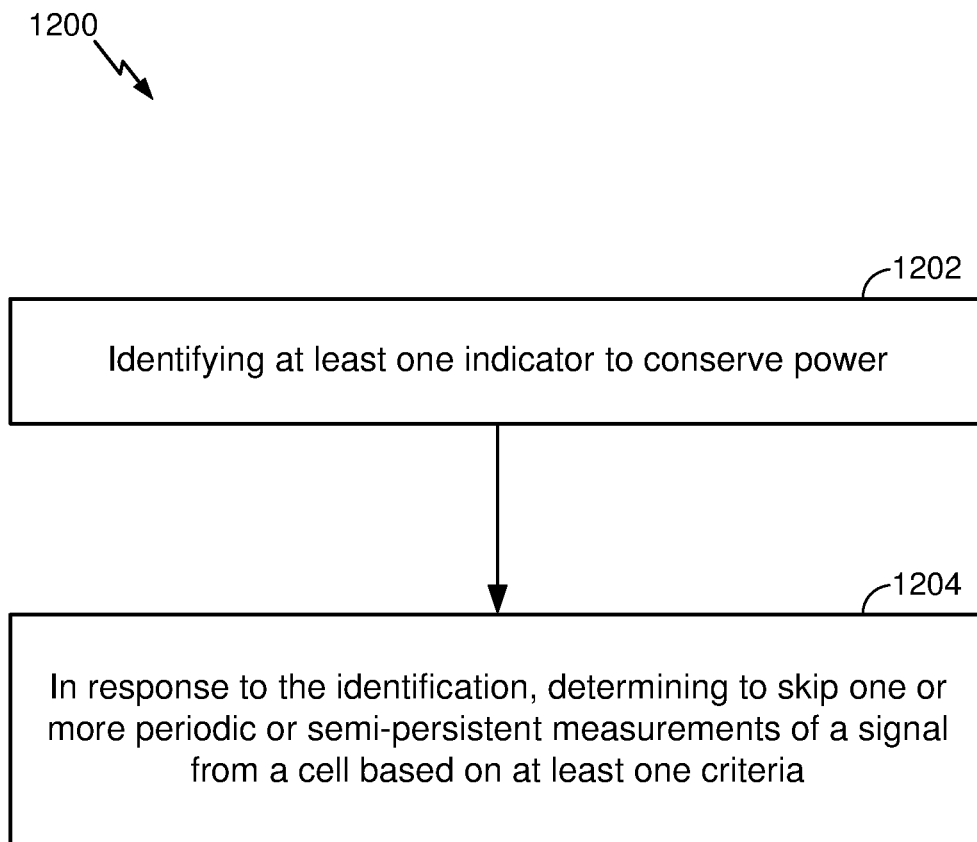 1200
1202
Identifying at least one indicator to conserve power
1204
In response to the identification, determining to skip one or
more periodic or semi-persistent measurements of a signal
from a cell based on at least one criteria